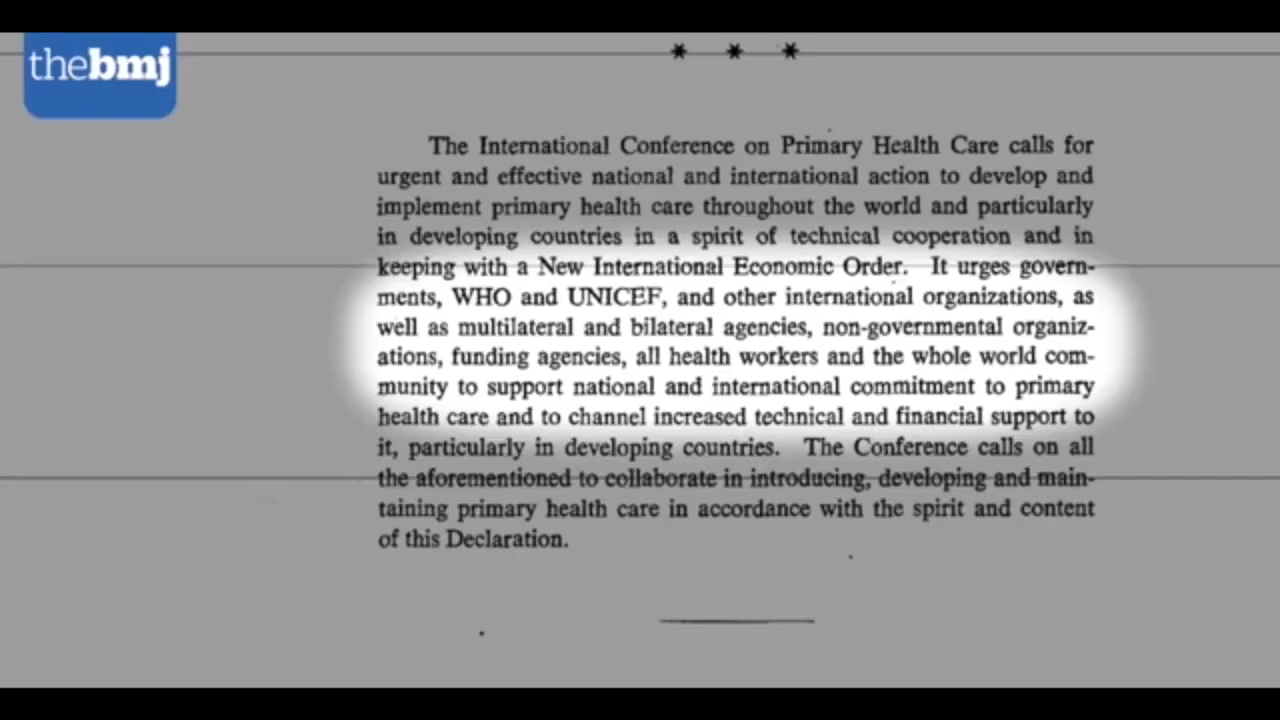 thebmj
* * *
The International Conference on Primary Health Care calls for
urgent and effective national and international action to develop and
implement primary health care throughout the world and particularly
in developing countries in a spirit of technical cooperation and in
keeping with a New International Economic Order. It urges govern-
ments, WHO and UNICEF, and other international organizations, as
well as multilateral and bilateral agencies, non-governmental organiz-
ations, funding agencies, all health workers and the whole world com-
munity to support national and international commitment to primary
health care and to channel increased technical and financial support to
it, particularly in developing countries. The Conference calls on all
the aforementioned to collaborate in introducing, developing and main-
taining primary health care in accordance with the spirit and content
of this Declaration.